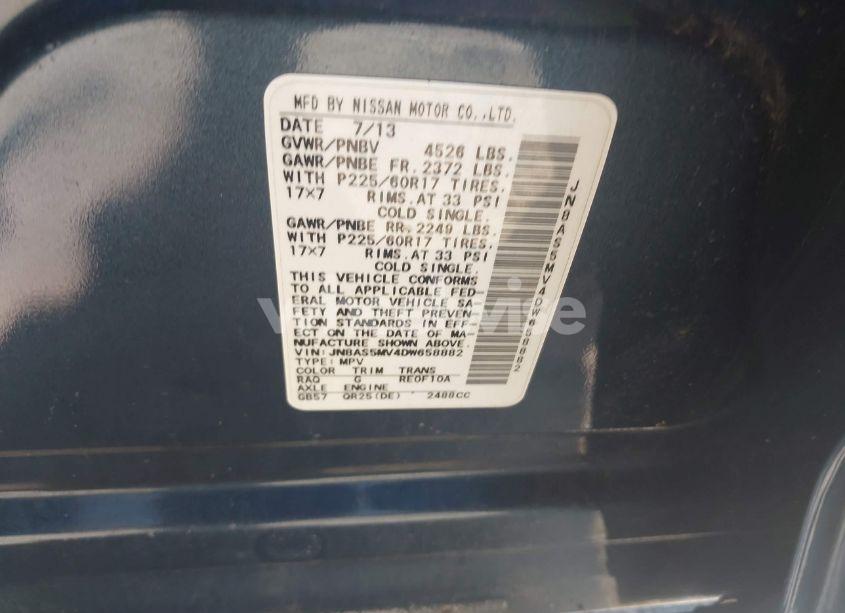 MFD BY NISSAN MOTOR CO.,LTD.
DATE 7/13
GVWR/PNBV 4526 LBS.
GAWR/PNBE FR. 2372 LBS.
WITH P225/60R17 TIRES.
17×7 RIMS.AT 33 PSI
COLD SINGLE.
GAWR/PNBE RR. 2249 LBS.
WITH P225/60R17 TIRES.
17×7 RIMS.AT 33 PSI
COLD SINGLE.
THIS VEHICLE CONFORMS
TO ALL APPLICABLE FED-
ERAL MOTOR VEHICLE SA-
FETY AND THEFT PREVEN-
TION STANDARDS IN EFF-
ECT ON THE DATE OF MA-
NUFACTURE SHOWN ABOVE.
VIN: JN8AS5MV4DW658882
TYPE: MPV
COLOR TRIM TRANS
RAQ G RE0F10A
AXLE ENGINE
GB57 QR25(DE) 2488CC
JN8AS5MV4DW658882